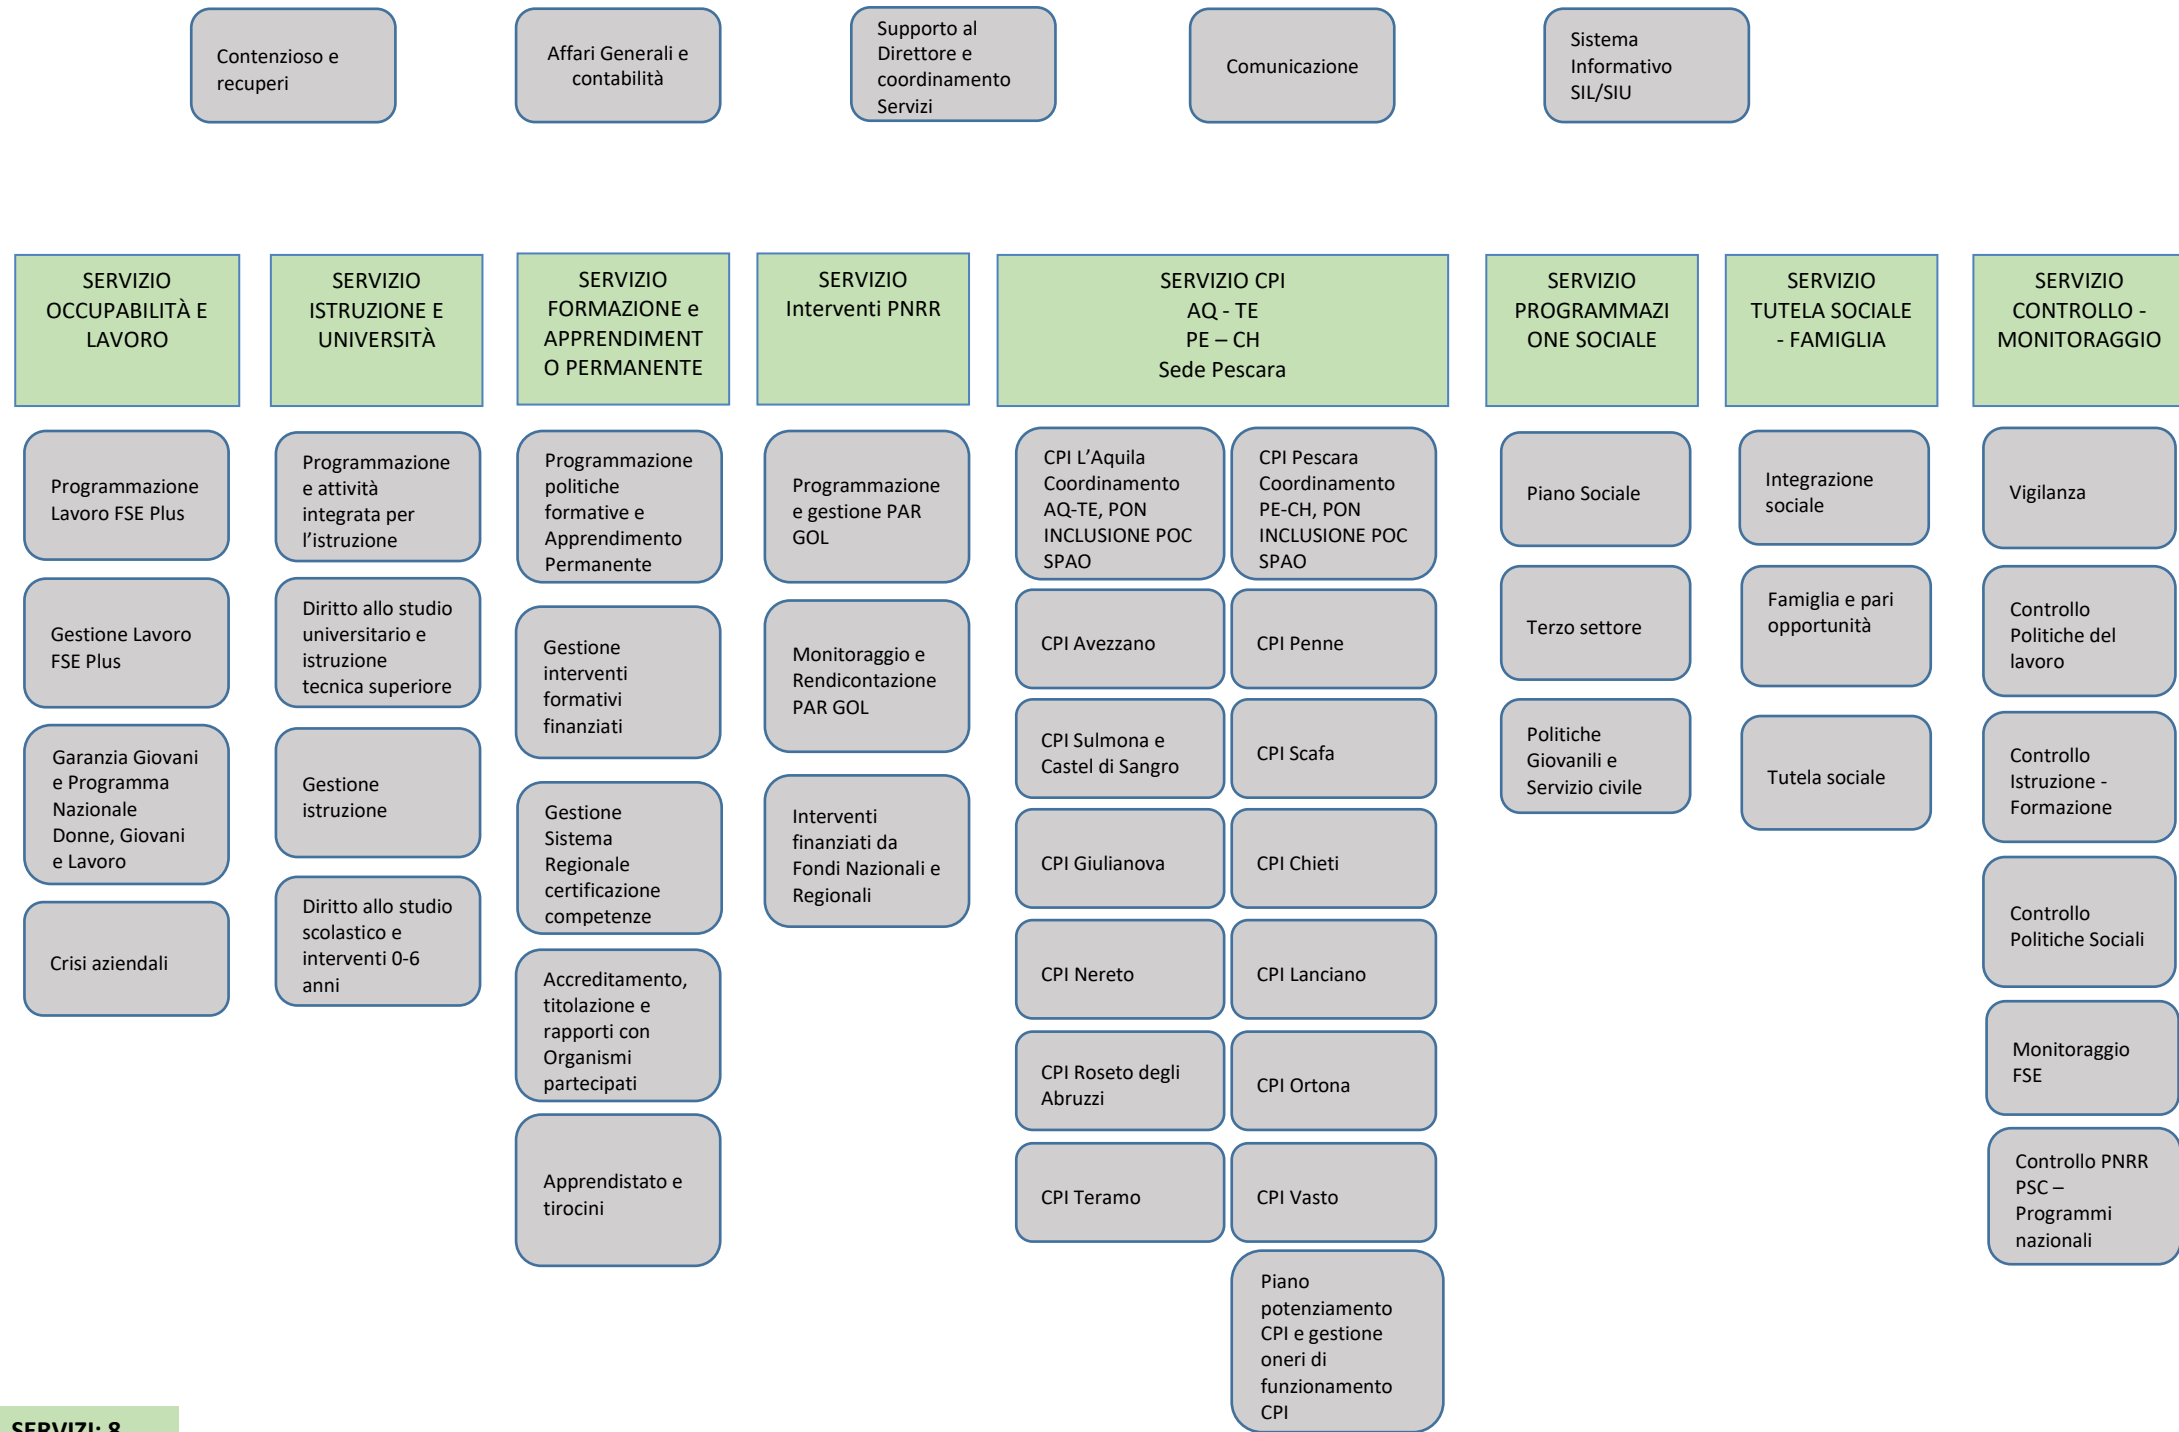 Contenzioso e
recuperi
Affari Generali e
contabilità
Supporto al
Direttore e
coordinamento
Servizi
Comunicazione
Sistema
Informativo
SIL/SIU
SERVIZIO
OCCUPABILITÀ E
LAVORO
SERVIZIO
ISTRUZIONE E
UNIVERSITÀ
SERVIZIO
FORMAZIONE e
APPRENDIMENT
O PERMANENTE
SERVIZIO
Interventi PNRR
SERVIZIO CPI
AQ - TE
PE – CH
Sede Pescara
SERVIZIO
PROGRAMMAZI
ONE SOCIALE
SERVIZIO
TUTELA SOCIALE
- FAMIGLIA
SERVIZIO
CONTROLLO -
MONITORAGGIO
Programmazione
Lavoro FSE Plus
Gestione Lavoro
FSE Plus
Garanzia Giovani
e Programma
Nazionale
Donne, Giovani
e Lavoro
Crisi aziendali
Programmazione
e attività
integrata per
l’istruzione
Diritto allo studio
universitario e
istruzione
tecnica superiore
Gestione
istruzione
Diritto allo studio
scolastico e
interventi 0-6
anni
Programmazione
politiche
formative e
Apprendimento
Permanente
Gestione
interventi
formativi
finanziati
Gestione
Sistema
Regionale
certificazione
competenze
Accreditamento,
titolazione e
rapporti con
Organismi
partecipati
Apprendistato e
tirocini
Programmazione
e gestione PAR
GOL
Monitoraggio e
Rendicontazione
PAR GOL
Interventi
finanziati da
Fondi Nazionali e
Regionali
CPI L’Aquila
Coordinamento
AQ-TE, PON
INCLUSIONE POC
SPAO
CPI Avezzano
CPI Sulmona e
Castel di Sangro
CPI Giulianova
CPI Nereto
CPI Roseto degli
Abruzzi
CPI Teramo
CPI Pescara
Coordinamento
PE-CH, PON
INCLUSIONE POC
SPAO
CPI Penne
CPI Scafa
CPI Chieti
CPI Lanciano
CPI Ortona
CPI Vasto
Piano
potenziamento
CPI e gestione
oneri di
funzionamento
CPI
Piano Sociale
Terzo settore
Politiche
Giovanili e
Servizio civile
Integrazione
sociale
Famiglia e pari
opportunità
Tutela sociale
Vigilanza
Controllo
Politiche del
lavoro
Controllo
Istruzione -
Formazione
Controllo
Politiche Sociali
Monitoraggio
FSE
Controllo PNRR
PSC –
Programmi
nazionali
SERVIZI: 8